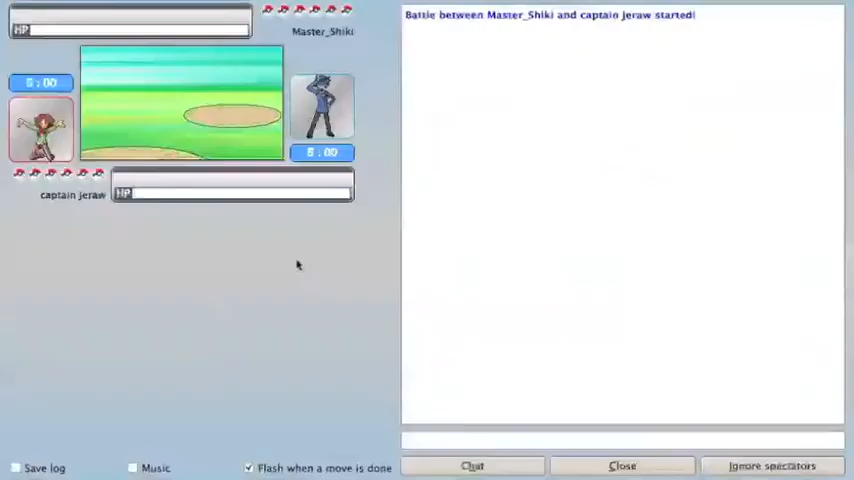 Battle between Master_Shiki and captain jeraw started!
HP
Master_Shiki
5 : 00
5 : 00
captain jeraw
HP
Save log
Music
Flash when a move is done
Chat
Close
Ignore spectators